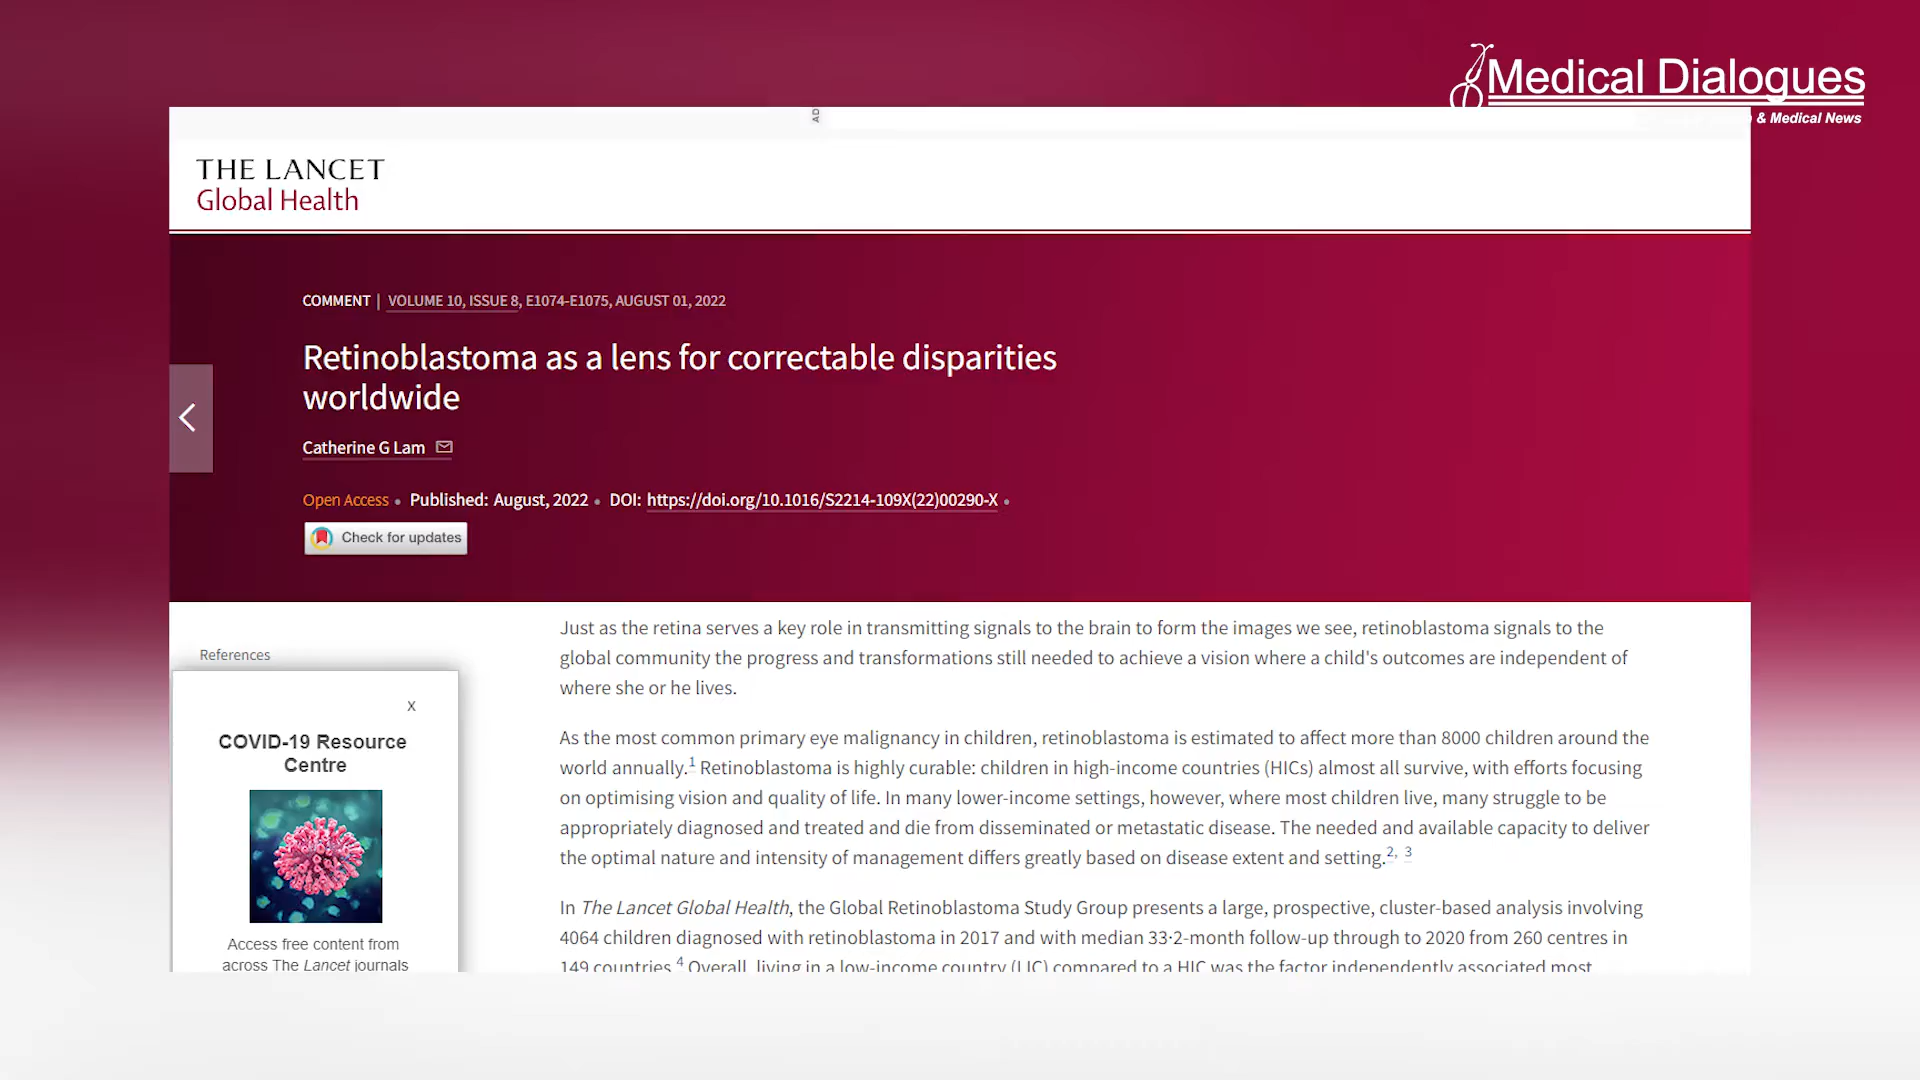 Medical Dialogues
& Medical News
AD
THE LANCET
Global Health
COMMENT | VOLUME 10, ISSUE 8, E1074-E1075, AUGUST 01, 2022
Retinoblastoma as a lens for correctable disparities
worldwide
Catherine G Lam
Open Access • Published: August, 2022 • DOI: https://doi.org/10.1016/S2214-109X(22)00290-X •
Check for updates
References
X
COVID-19 Resource
Centre
Access free content from
across The Lancet journals
Just as the retina serves a key role in transmitting signals to the brain to form the images we see, retinoblastoma signals to the
global community the progress and transformations still needed to achieve a vision where a child's outcomes are independent of
where she or he lives.
As the most common primary eye malignancy in children, retinoblastoma is estimated to affect more than 8000 children around the
world annually.1 Retinoblastoma is highly curable: children in high-income countries (HICs) almost all survive, with efforts focusing
on optimising vision and quality of life. In many lower-income settings, however, where most children live, many struggle to be
appropriately diagnosed and treated and die from disseminated or metastatic disease. The needed and available capacity to deliver
the optimal nature and intensity of management differs greatly based on disease extent and setting.2, 3
In The Lancet Global Health, the Global Retinoblastoma Study Group presents a large, prospective, cluster-based analysis involving
4064 children diagnosed with retinoblastoma in 2017 and with median 33·2-month follow-up through to 2020 from 260 centres in
149 countries.4 Overall, living in a low-income country (LIC) compared to a HIC was the factor independently associated most